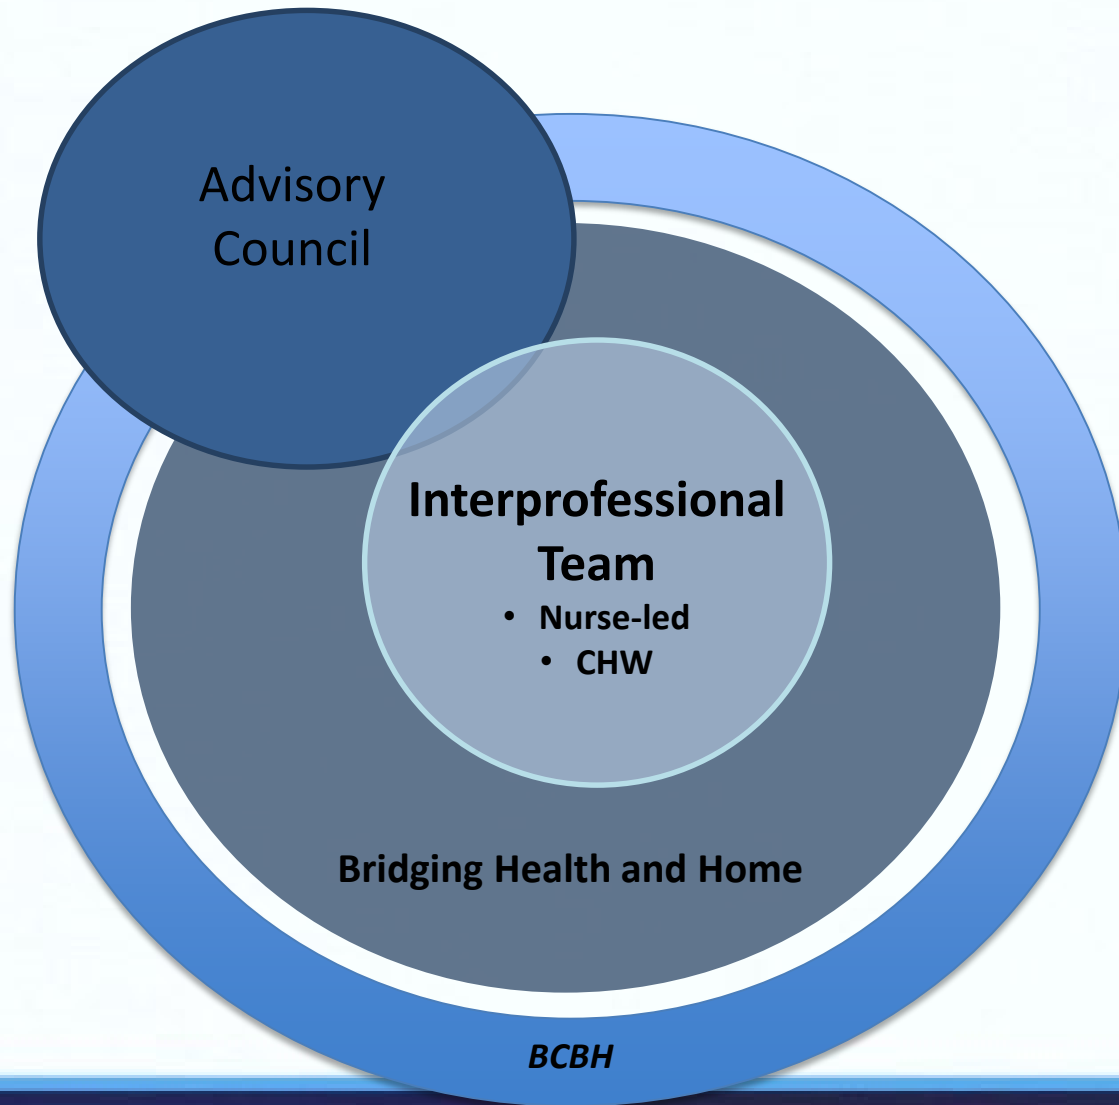 Advisory
Council
Interprofessional
Team
• Nurse-led
• CHW
Bridging Health and Home
BCBH